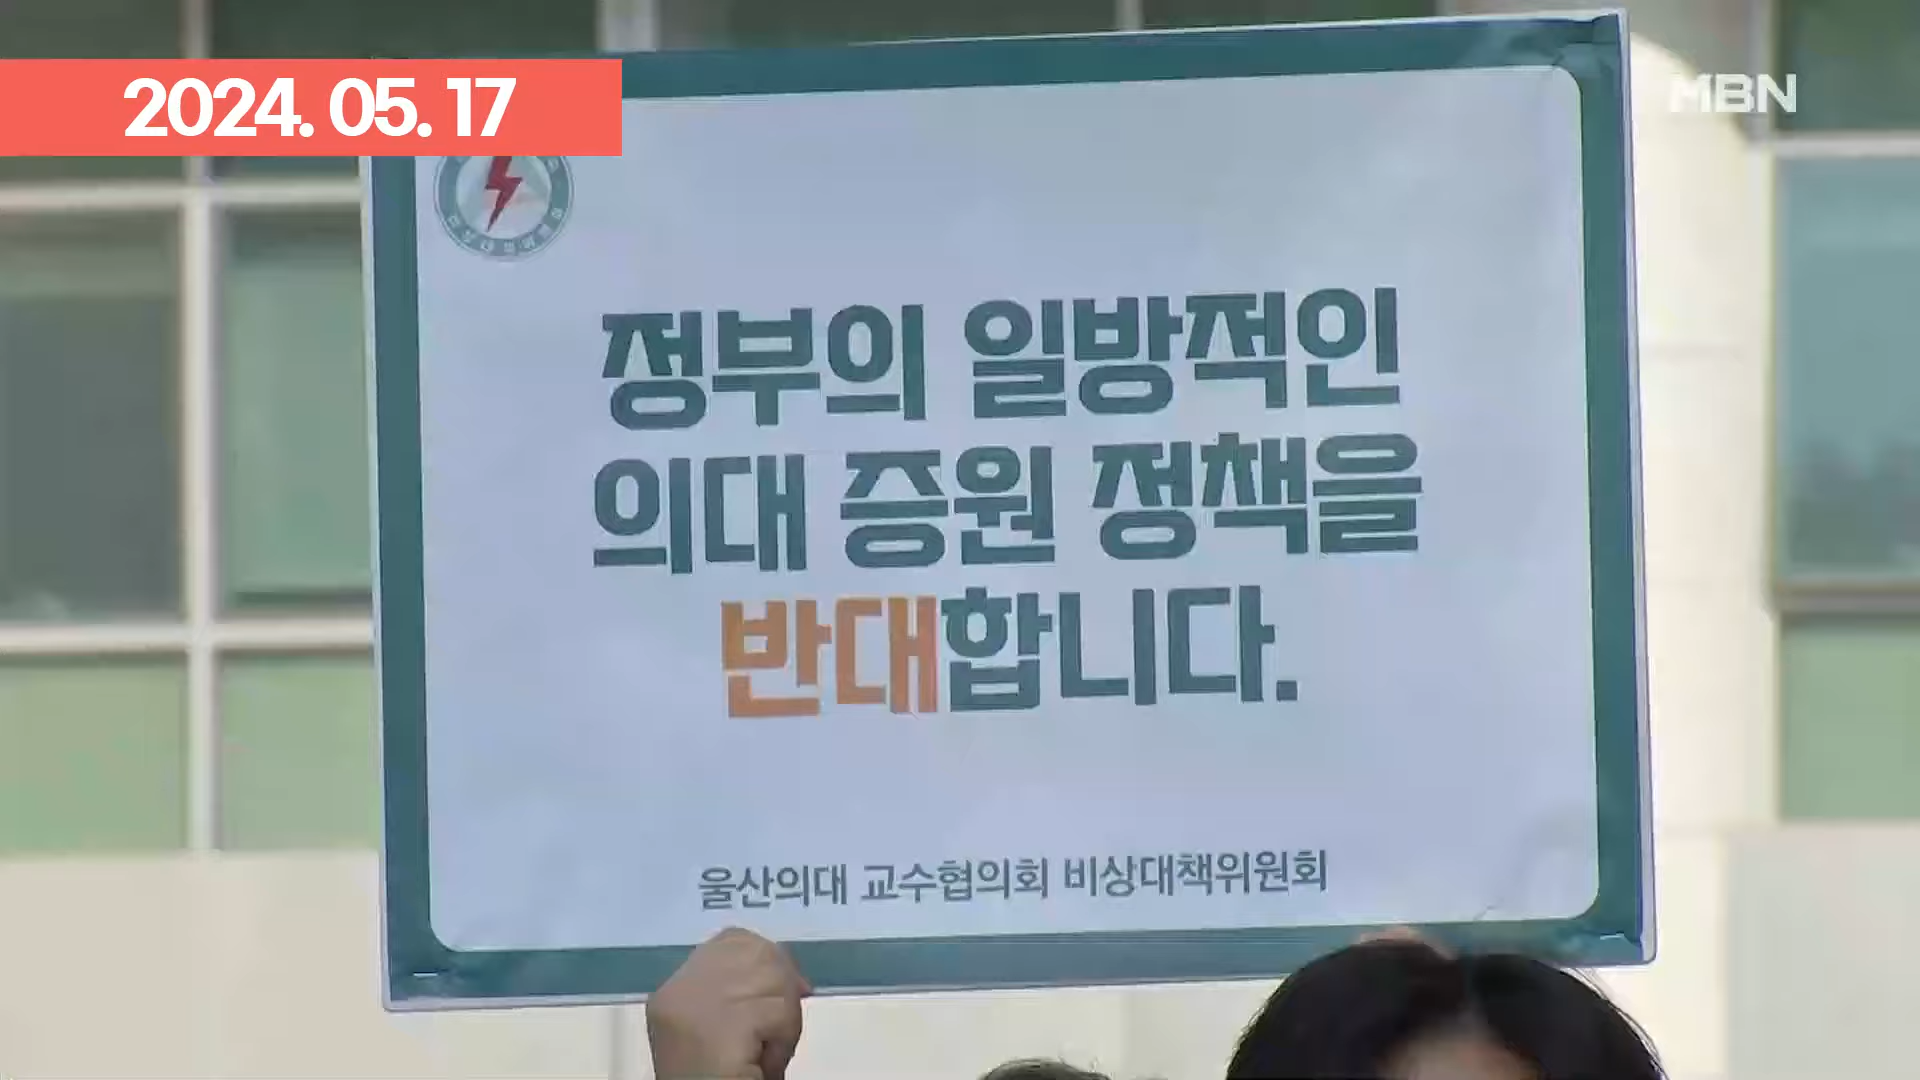 2024. 05. 17
MBN
정부의 일방적인
의대 증원 정책을
반대합니다.
울산의대 교수협의회 비상대책위원회